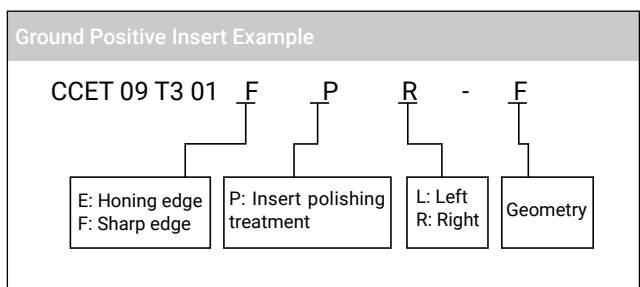 Ground Positive Insert Example
CCET 09 T3 01 F P R - F
E: Honing edge
F: Sharp edge
P: Insert polishing
treatment
L: Left
R: Right
Geometry